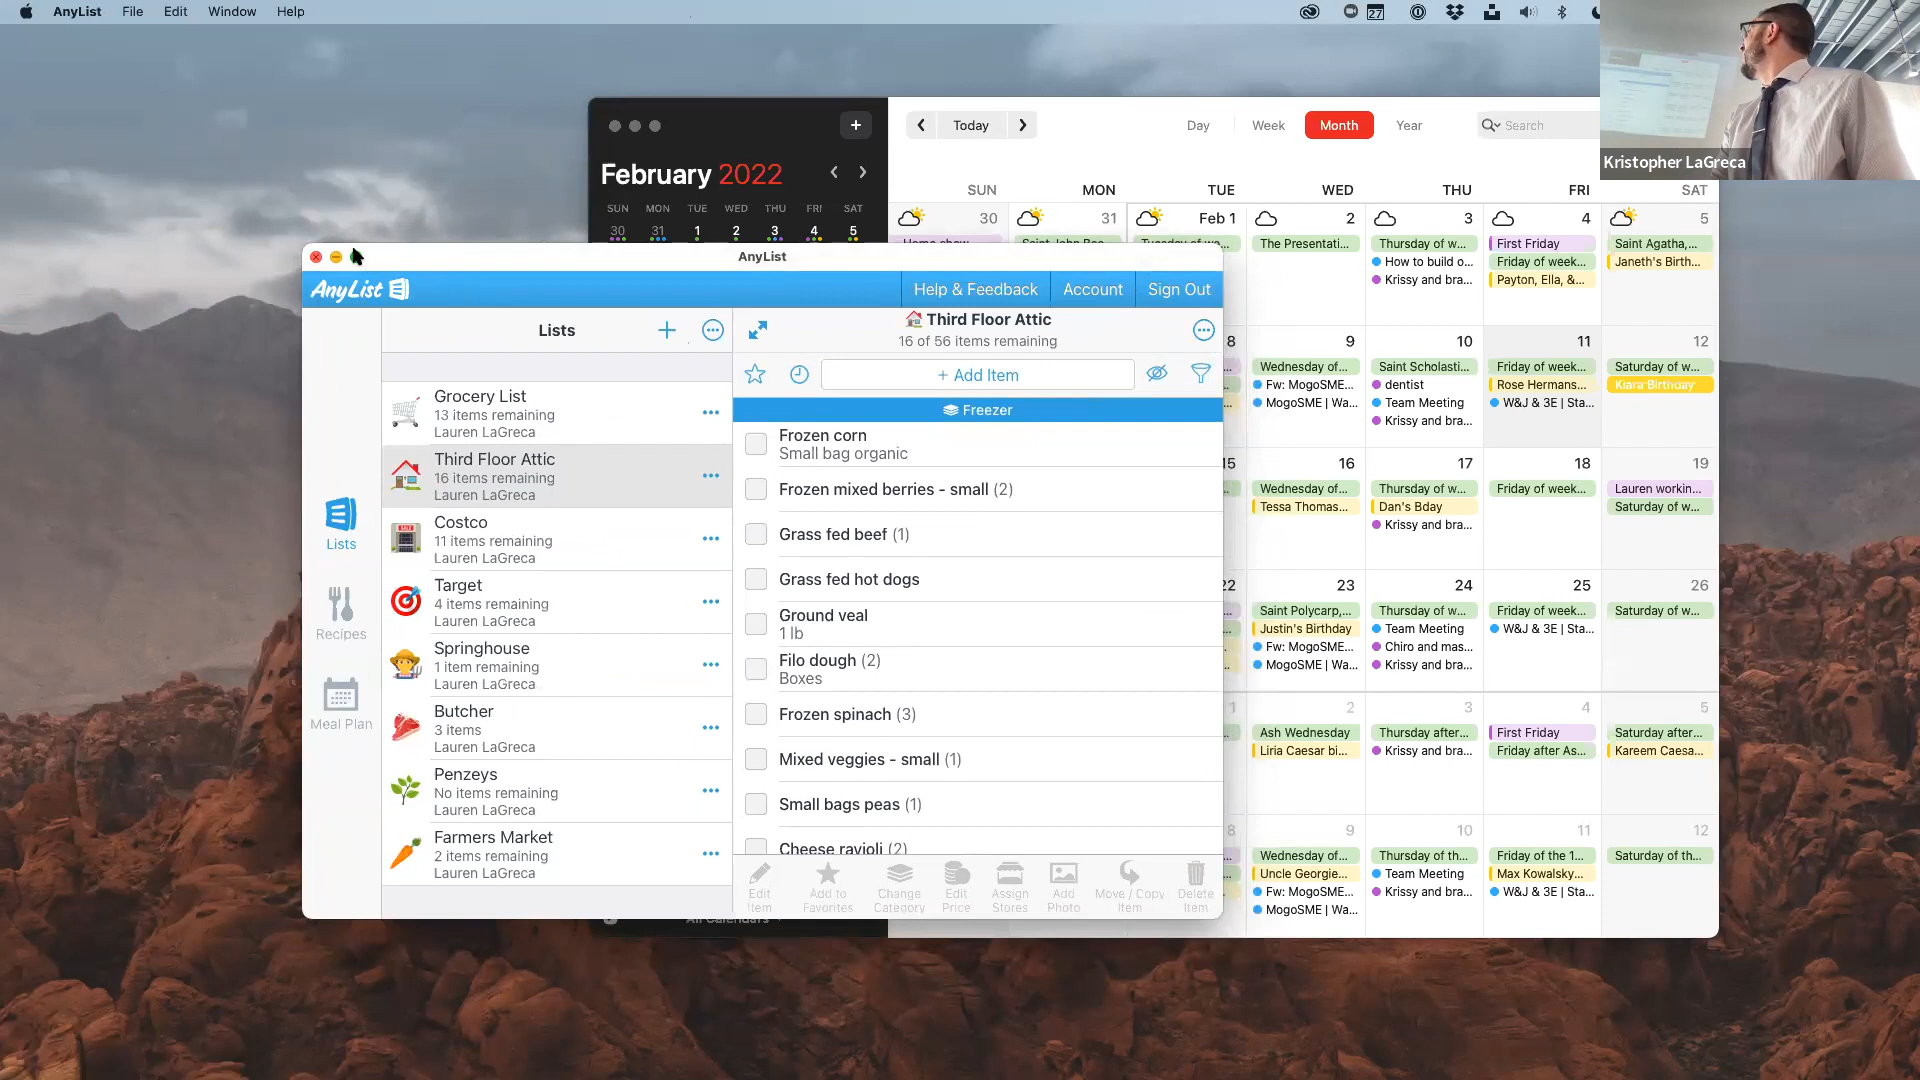 AnyList File Edit Window Help
27
Kristopher LaGreca
Today
Day Week Month Year
Search
February 2022
SUN MON TUE WED THU FRI SAT
30 31 1 2 3 4 5
SUN MON TUE WED THU FRI SAT
30 31 Feb 1 2 3 4 5
The Presentati... Thursday of w... First Friday Saint Agatha,...
How to build o... Friday of week... Janeth's Birth...
Krissy and bra... Payton, Ella, &...
AnyList
AnyList
Help & Feedback Account Sign Out
Lists
Recipes
Meal Plan
Lists
Grocery List
13 items remaining
Lauren LaGreca
Third Floor Attic
16 items remaining
Lauren LaGreca
Costco
11 items remaining
Lauren LaGreca
Target
4 items remaining
Lauren LaGreca
Springhouse
1 item remaining
Lauren LaGreca
Butcher
3 items
Lauren LaGreca
Penzeys
No items remaining
Lauren LaGreca
Farmers Market
2 items remaining
Lauren LaGreca
Third Floor Attic
16 of 56 items remaining
+ Add Item
Freezer
Frozen corn
Small bag organic
Frozen mixed berries - small (2)
Grass fed beef (1)
Grass fed hot dogs
Ground veal
1 lb
Filo dough (2)
Boxes
Frozen spinach (3)
Mixed veggies - small (1)
Small bags peas (1)
Cheese ravioli (2)
Edit Item
Add to Favorites
Change Category
Edit Price
Assign Stores
Add Photo
Move / Copy Item
Delete Item
8 9 10 11 12
Wednesday of... Saint Scholasti... Friday of week... Saturday of w...
Fw: MogoSME... dentist Rose Hermans... Kiara Birthday
MogoSME | Wa... Team Meeting W&J & 3E | Sta...
Krissy and bra...
15 16 17 18 19
Wednesday of... Thursday of w... Friday of week... Lauren workin...
Tessa Thomas... Dan's Bday Saturday of w...
Krissy and bra...
22 23 24 25 26
Saint Polycarp,... Thursday of w... Friday of week... Saturday of w...
Justin's Birthday Team Meeting W&J & 3E | Sta...
Fw: MogoSME... Chiro and mas...
MogoSME | Wa... Krissy and bra...
1 2 3 4 5
Ash Wednesday Thursday after... First Friday Saturday after...
Liria Caesar bi... Krissy and bra... Friday after As... Kareem Caesa...
8 9 10 11 12
Wednesday of... Thursday of th... Friday of the 1... Saturday of th...
Uncle Georgie... Team Meeting Max Kowalsky...
Fw: MogoSME... Krissy and bra... W&J & 3E | Sta...
MogoSME | Wa...